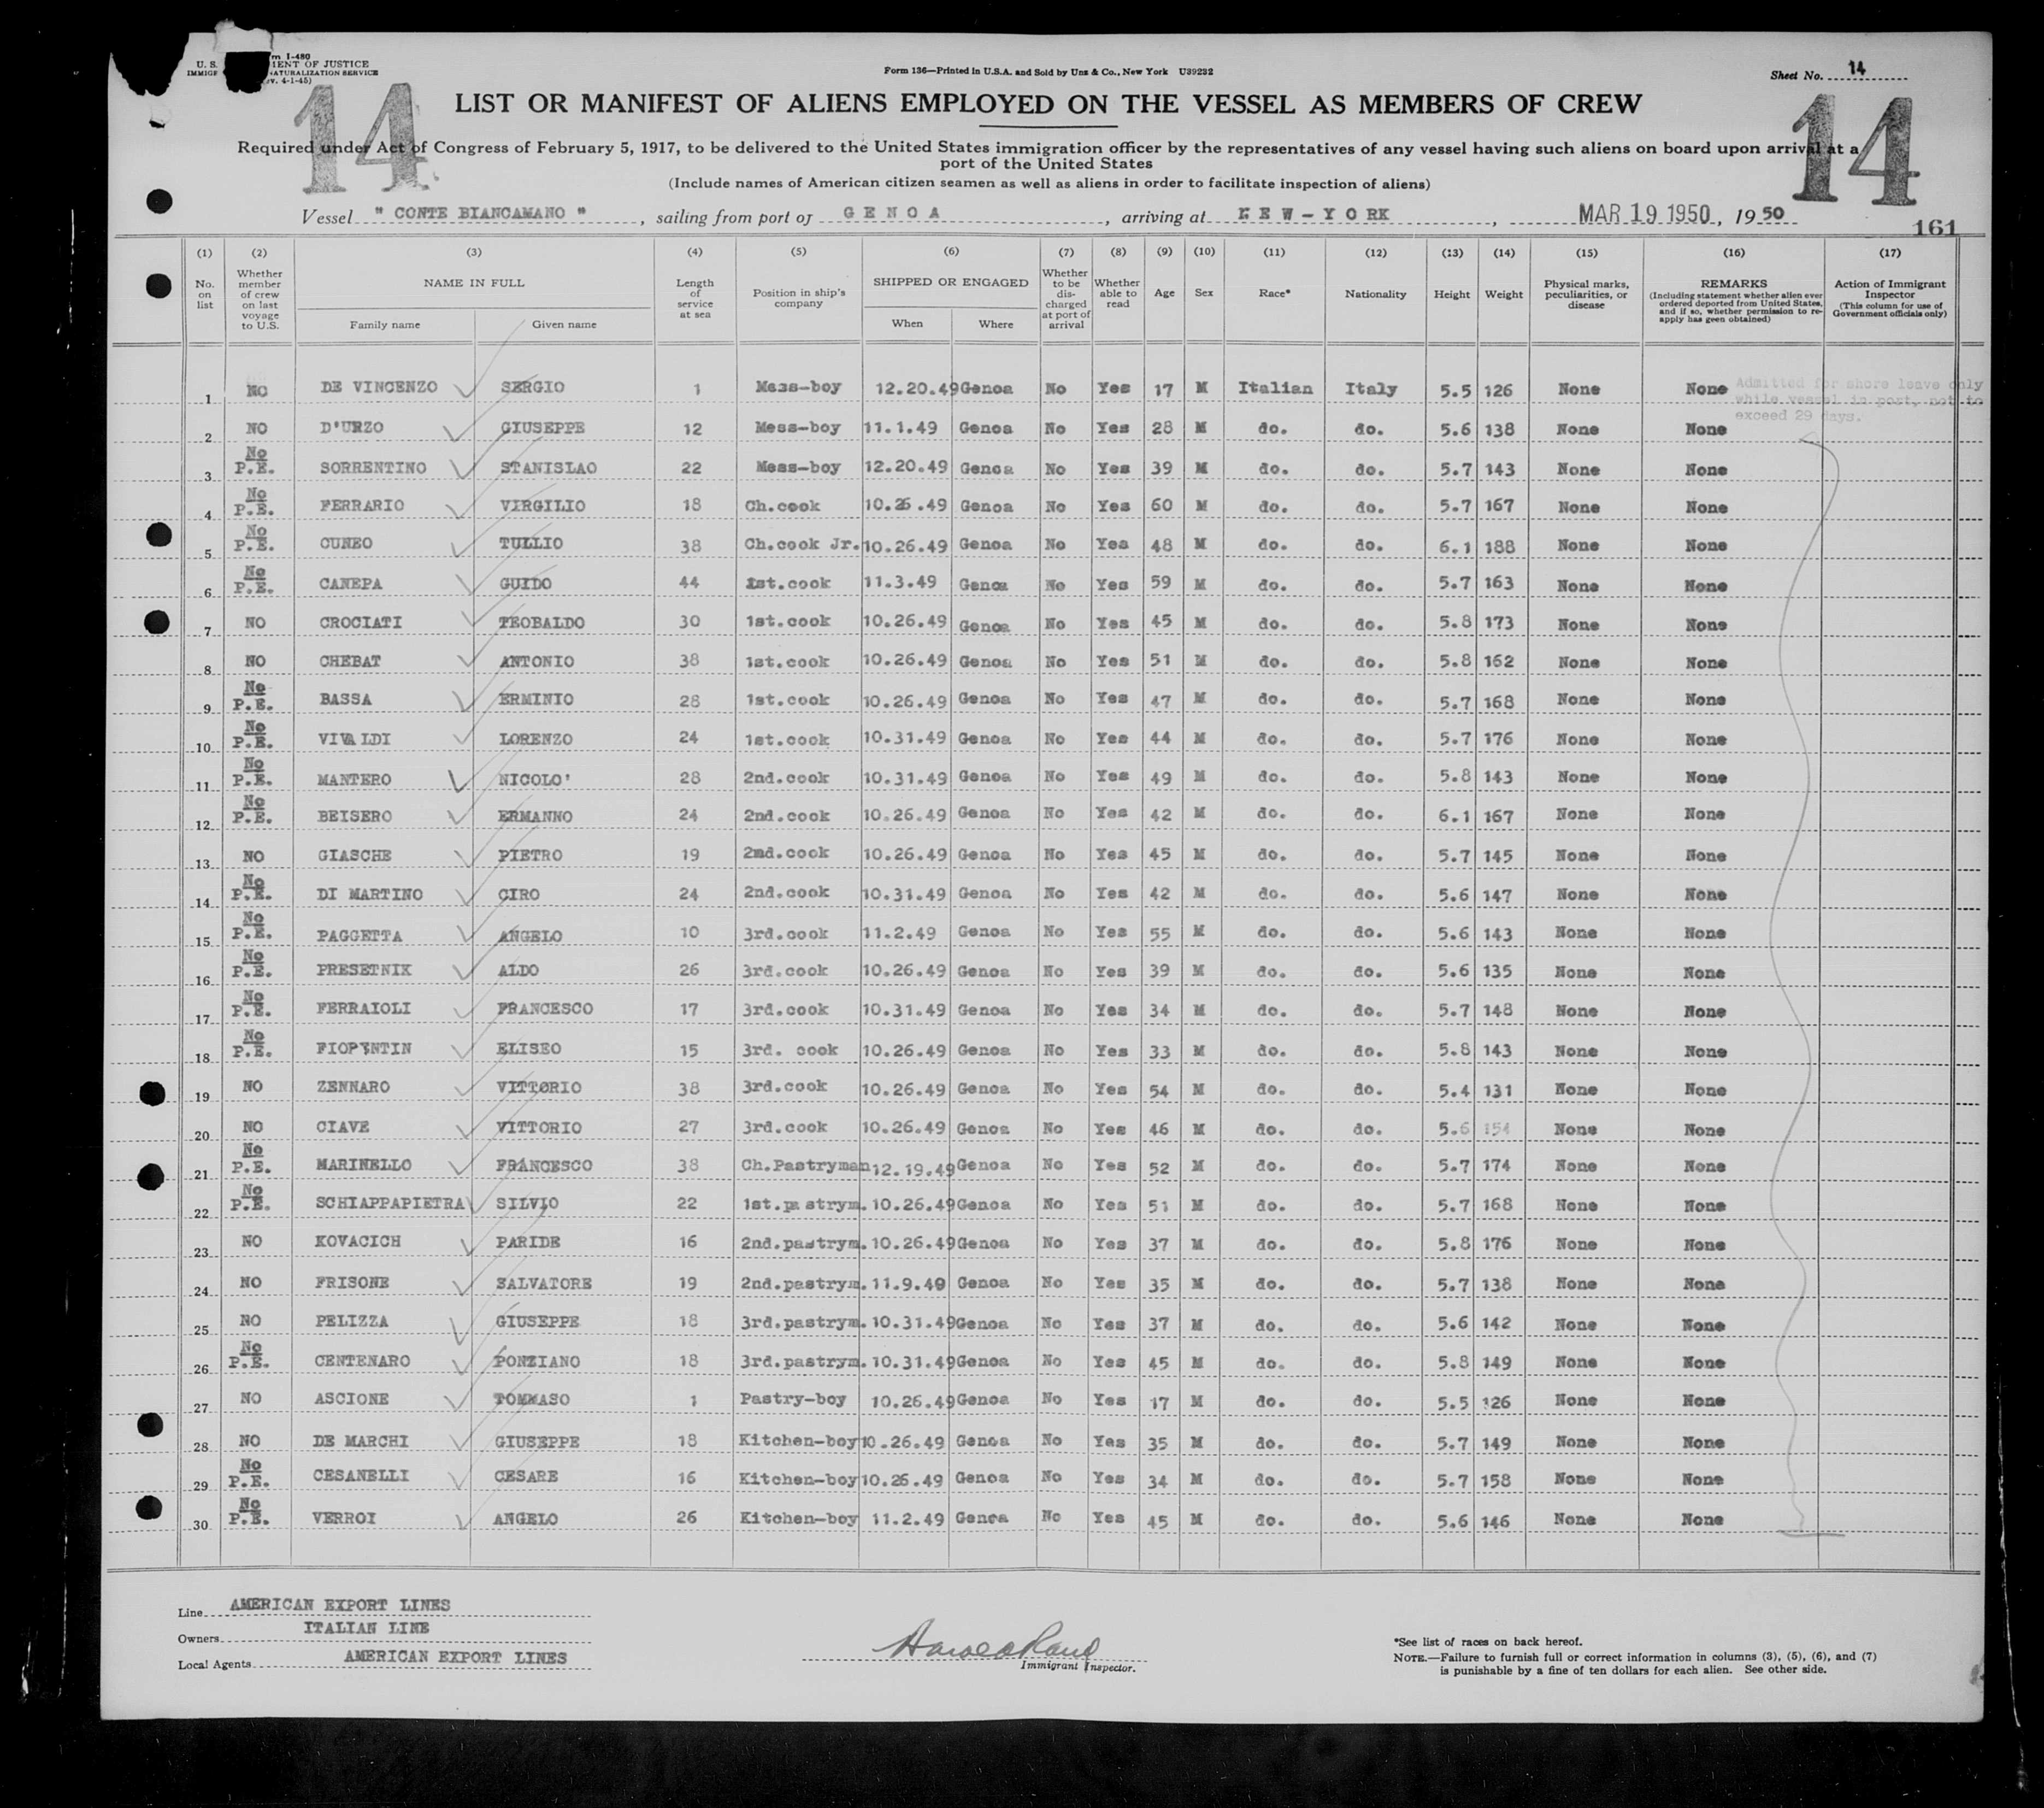 Form I-480
U. S. DEPARTMENT OF JUSTICE
IMMIGRATION AND NATURALIZATION SERVICE
(Rev. 4-1-45)
Form 136—Printed in U.S.A. and Sold by Unz & Co., New York U39232
Sheet No. 14
14 LIST OR MANIFEST OF ALIENS EMPLOYED ON THE VESSEL AS MEMBERS OF CREW 14
Required under Act of Congress of February 5, 1917, to be delivered to the United States immigration officer by the representatives of any vessel having such aliens on board upon arrival at a
port of the United States
(Include names of American citizen seamen as well as aliens in order to facilitate inspection of aliens)
Vessel " CONTE BIANCAMANO ", sailing from port of GENOA, arriving at NEW-YORK, MAR 19 1950, 1950
161
(1) (2) (3) (4) (5) (6) (7) (8) (9) (10) (11) (12) (13) (14) (15) (16) (17)
No. on list
Whether member of crew on last voyage to U.S.
NAME IN FULL
Family name
Given name
Length of service at sea
Position in ship's company
SHIPPED OR ENGAGED
When
Where
Whether to be discharged at port of arrival
Whether able to read
Age
Sex
Race*
Nationality
Height
Weight
Physical marks, peculiarities, or disease
REMARKS
(Including statement whether alien ever ordered deported from United States, and if so, whether permission to re-apply has geen obtained)
Action of Immigrant Inspector
(This column for use of Government officials only)
Admitted for shore leave only
while vessel in port, not to
exceed 29 days.
1 NO DE VINCENZO SERGIO 1 Mess-boy 12.20.49 Genoa No Yes 17 M Italian Italy 5.5 126 None None
2 NO D'URZO GIUSEPPE 12 Mess-boy 11.1.49 Genoa No Yes 28 M do. do. 5.6 138 None None
3 No P.E. SORRENTINO STANISLAO 22 Mess-boy 12.20.49 Genoa No Yes 39 M do. do. 5.7 143 None None
4 No P.E. FERRARIO VIRGILIO 18 Ch.cook 10.26.49 Genoa No Yes 60 M do. do. 5.7 167 None None
5 No P.E. CUNEO TULLIO 38 Ch.cook Jr. 10.26.49 Genoa No Yes 48 M do. do. 6.1 188 None None
6 No P.E. CANEPA GUIDO 44 1st.cook 11.3.49 Genoa No Yes 59 M do. do. 5.7 163 None None
7 NO CROCIATI TEOBALDO 30 1st.cook 10.26.49 Genoa No Yes 45 M do. do. 5.8 173 None None
8 NO CHEBAT ANTONIO 38 1st.cook 10.26.49 Genoa No Yes 51 M do. do. 5.8 162 None None
9 No P.E. BASSA ERMINIO 28 1st.cook 10.26.49 Genoa No Yes 47 M do. do. 5.7 168 None None
10 No P.E. VIVALDI LORENZO 24 1st.cook 10.31.49 Genoa No Yes 44 M do. do. 5.7 176 None None
11 No P.E. MANTERO NICOLO' 28 2nd.cook 10.31.49 Genoa No Yes 49 M do. do. 5.8 143 None None
12 No P.E. BEISERO ERMANNO 24 2nd.cook 10.26.49 Genoa No Yes 42 M do. do. 6.1 167 None None
13 NO GIASCHE PIETRO 19 2nd.cook 10.26.49 Genoa No Yes 45 M do. do. 5.7 145 None None
14 No P.E. DI MARTINO CIRO 24 2nd.cook 10.31.49 Genoa No Yes 42 M do. do. 5.6 147 None None
15 No P.E. PAGGETTA ANGELO 10 3rd.cook 11.2.49 Genoa No Yes 55 M do. do. 5.6 143 None None
16 No P.E. PRESETNIK ALDO 26 3rd.cook 10.26.49 Genoa No Yes 39 M do. do. 5.6 135 None None
17 No P.E. FERRAIOLI FRANCESCO 17 3rd.cook 10.31.49 Genoa No Yes 34 M do. do. 5.7 148 None None
18 No P.E. ELISEO 15 3rd. cook 10.26.49 Genoa No Yes 33 M do. do. 5.8 143 None None
19 NO ZENNARO VITTORIO 38 3rd.cook 10.26.49 Genoa No Yes 54 M do. do. 5.4 131 None None
20 NO CIAVE VITTORIO 27 3rd.cook 10.26.49 Genoa No Yes 46 M do. do. 5.6 154 None None
21 No P.E. MARINELLO FRANCESCO 38 Ch.Pastryman 12.19.49 Genoa No Yes 52 M do. do. 5.7 174 None None
22 No P.E. SCHIAPPAPIETRA SILVIO 22 1st.pastrym. 10.26.49 Genoa No Yes 51 M do. do. 5.7 168 None None
23 NO KOVACICH PARIDE 16 2nd.pastrym. 10.26.49 Genoa No Yes 37 M do. do. 5.8 176 None None
24 NO FRISONE SALVATORE 19 2nd.pastrym. 11.9.49 Genoa No Yes 35 M do. do. 5.7 138 None None
25 NO PELIZZA GIUSEPPE 18 3rd.pastrym. 10.31.49 Genoa No Yes 37 M do. do. 5.6 142 None None
26 No P.E. CENTENARO PONZIANO 18 3rd.pastrym. 10.31.49 Genoa No Yes 45 M do. do. 5.8 149 None None
27 NO ASCIONE TOMMASO 1 Pastry-boy 10.26.49 Genoa No Yes 17 M do. do. 5.5 126 None None
28 NO DE MARCHI GIUSEPPE 18 Kitchen-boy 10.26.49 Genoa No Yes 35 M do. do. 5.7 149 None None
29 No P.E. CESANELLI CESARE 16 Kitchen-boy 10.26.49 Genoa No Yes 34 M do. do. 5.7 158 None None
30 No P.E. VERROI ANGELO 26 Kitchen-boy 11.2.49 Genoa No Yes 45 M do. do. 5.6 146 None None
Line AMERICAN EXPORT LINES
Owners ITALIAN LINE
Local Agents AMERICAN EXPORT LINES
Immigrant Inspector.
*See list of races on back hereof.
NOTE.—Failure to furnish full or correct information in columns (3), (5), (6), and (7)
is punishable by a fine of ten dollars for each alien. See other side.